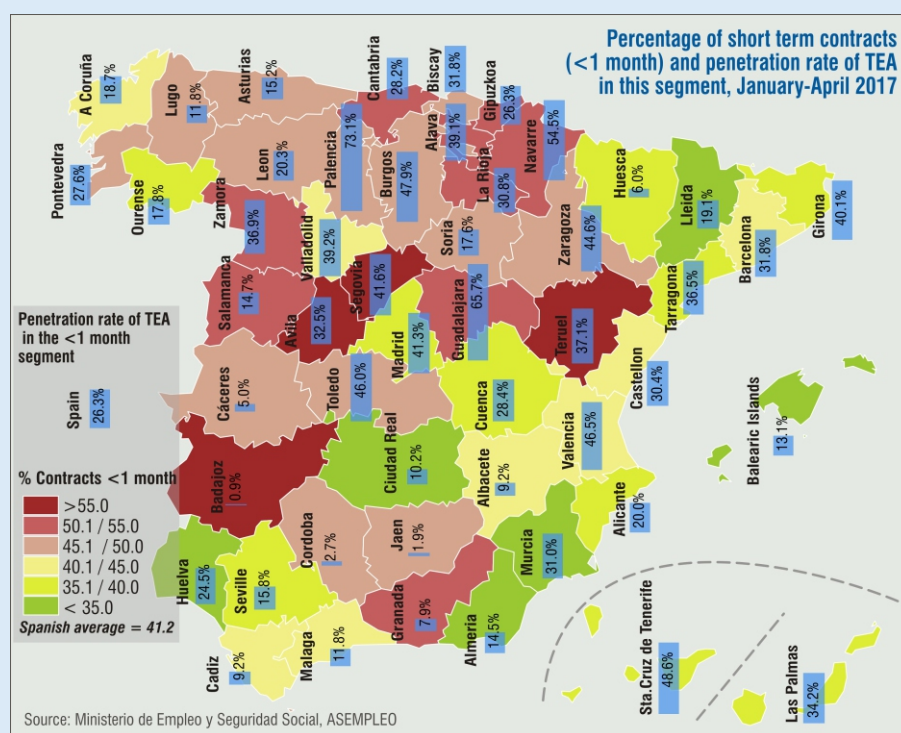 Percentage of short term contracts
(<1 month) and penetration rate of TEA
in this segment, January-April 2017
A Coruña
18.7%
Lugo
11.8%
Asturias
15.2%
Cantabria
28.2%
Biscay
31.8%
Gipuzkoa
26.3%
Alava
39.1%
Navarre
54.5%
La Rioja
30.8%
Pontevedra
27.6%
Ourense
17.8%
Zamora
36.9%
Leon
20.3%
Palencia
73.1%
Burgos
47.9%
Valladolid
39.2%
Soria
17.6%
Zaragoza
44.6%
Huesca
6.0%
Lleida
19.1%
Barcelona
31.8%
Girona
40.1%
Tarragona
36.5%
Salamanca
14.7%
Avila
32.5%
Segovia
41.6%
Madrid
41.3%
Guadalajara
65.7%
Teruel
37.1%
Castellon
30.4%
Penetration rate of TEA
in the <1 month
segment
Spain
26.3%
Cáceres
5.0%
Toledo
46.0%
Cuenca
28.4%
Valencia
46.5%
Balearic Islands
13.1%
Badajoz
0.9%
Ciudad Real
10.2%
Albacete
9.2%
Alicante
20.0%
% Contracts <1 month
>55.0
50.1 / 55.0
45.1 / 50.0
40.1 / 45.0
35.1 / 40.0
< 35.0
Spanish average = 41.2
Huelva
24.5%
Seville
15.8%
Cordoba
2.7%
Jaen
1.9%
Murcia
31.0%
Cadiz
9.2%
Malaga
11.8%
Granada
7.9%
Almeria
14.5%
Sta.Cruz de Tenerife
48.6%
Las Palmas
34.2%
Source: Ministerio de Empleo y Seguridad Social, ASEMPLEO